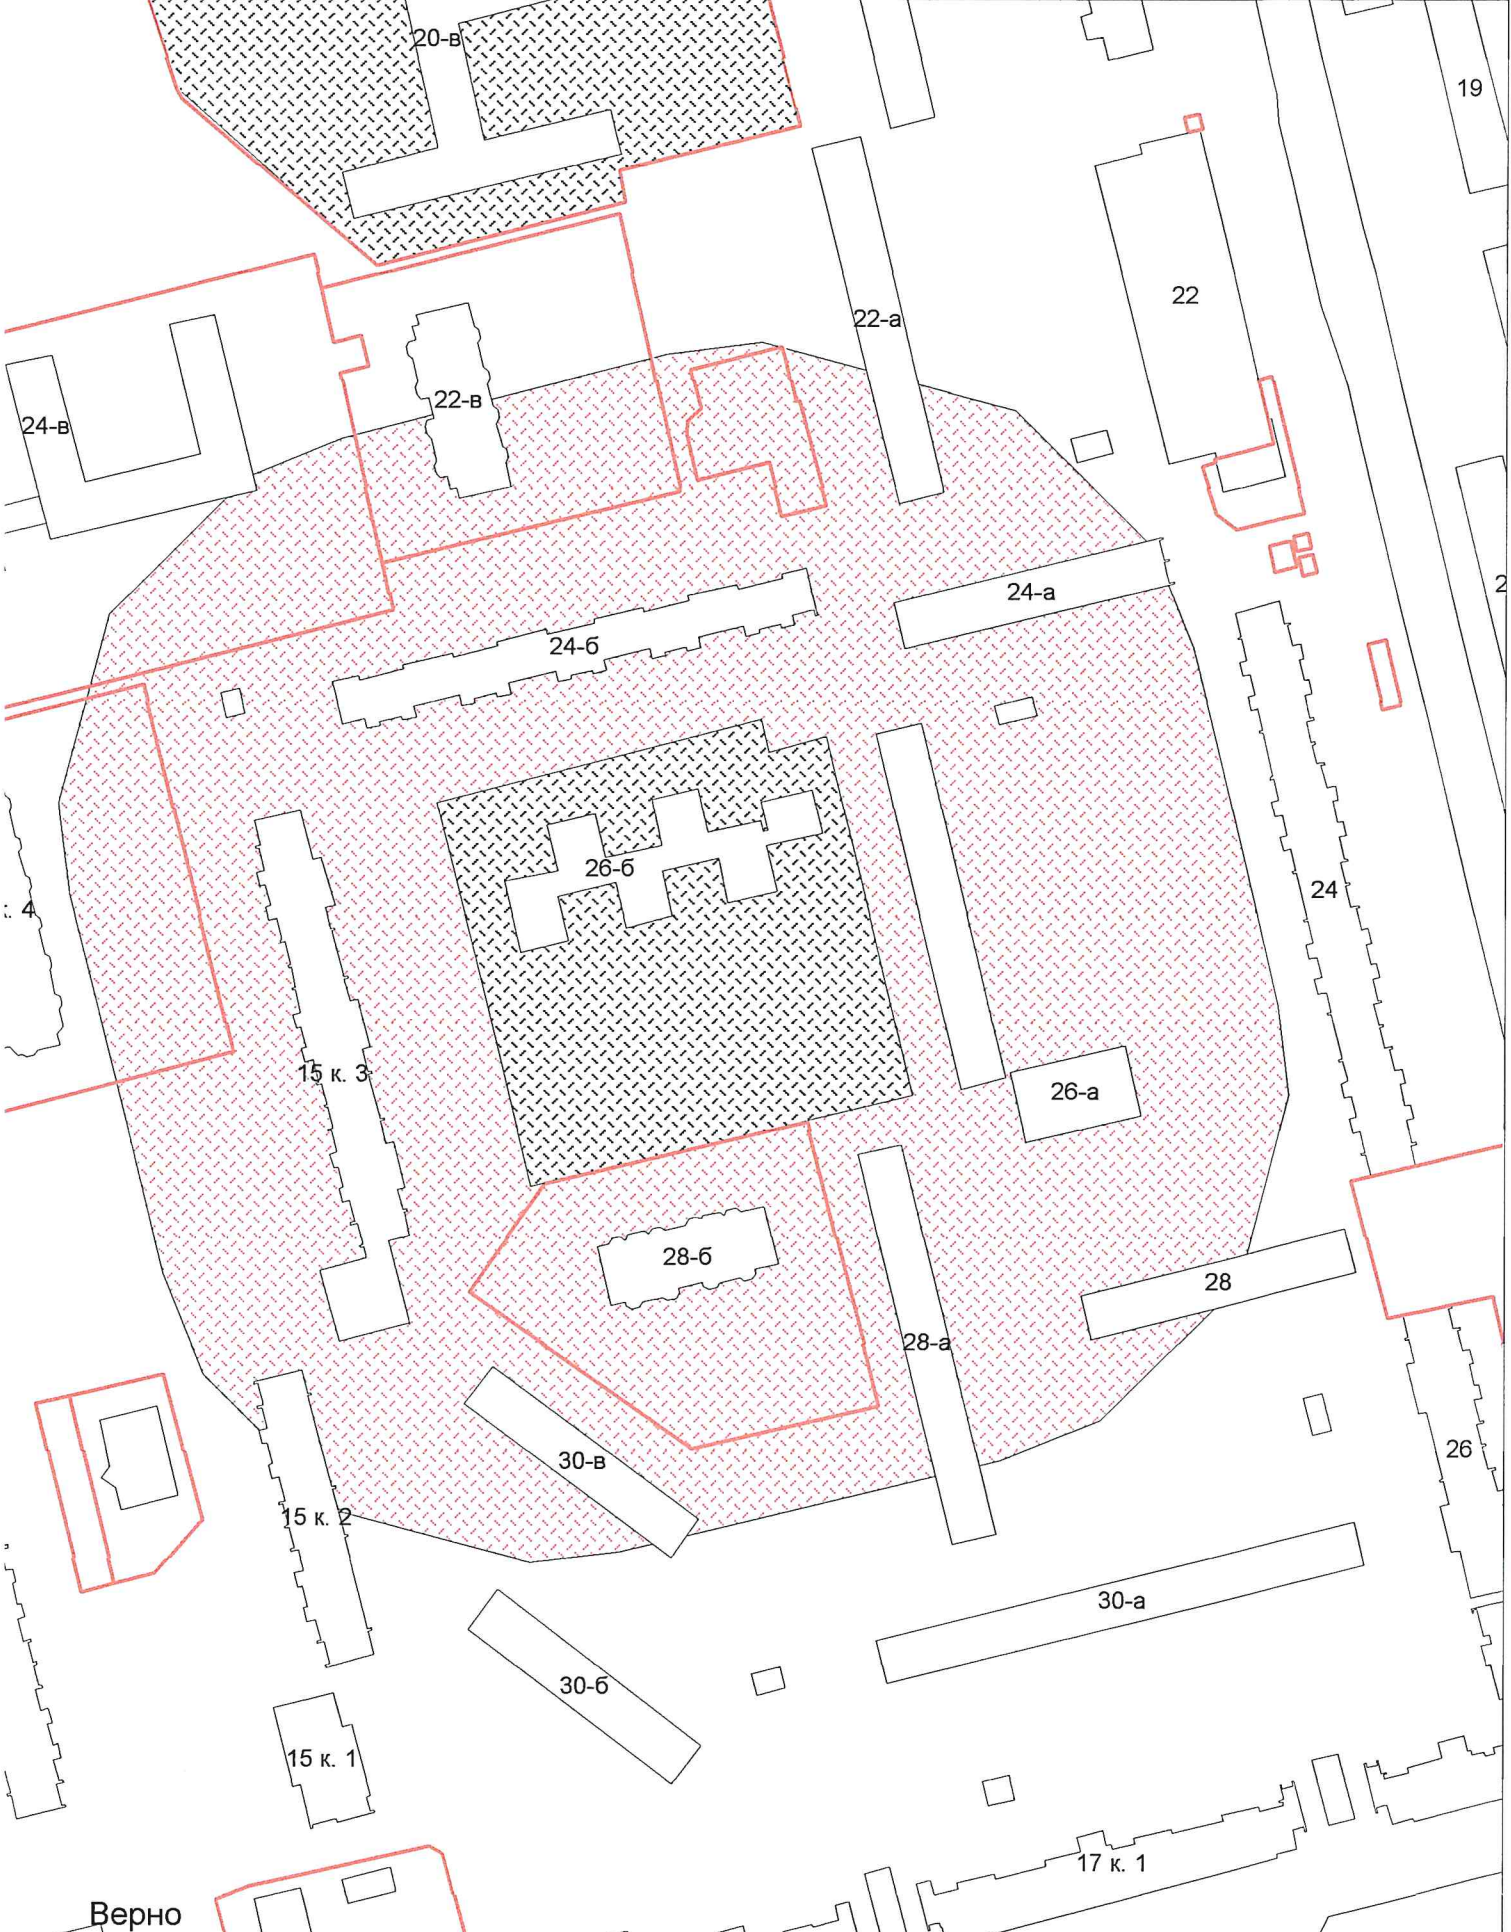 20-в
19
22
22-а
22-в
24-в
24-а
24-б
26-б
24
15 к. 3
26-а
28-б
28
28-а
26
30-в
15 к. 2
30-а
30-б
15 к. 1
17 к. 1
Верно